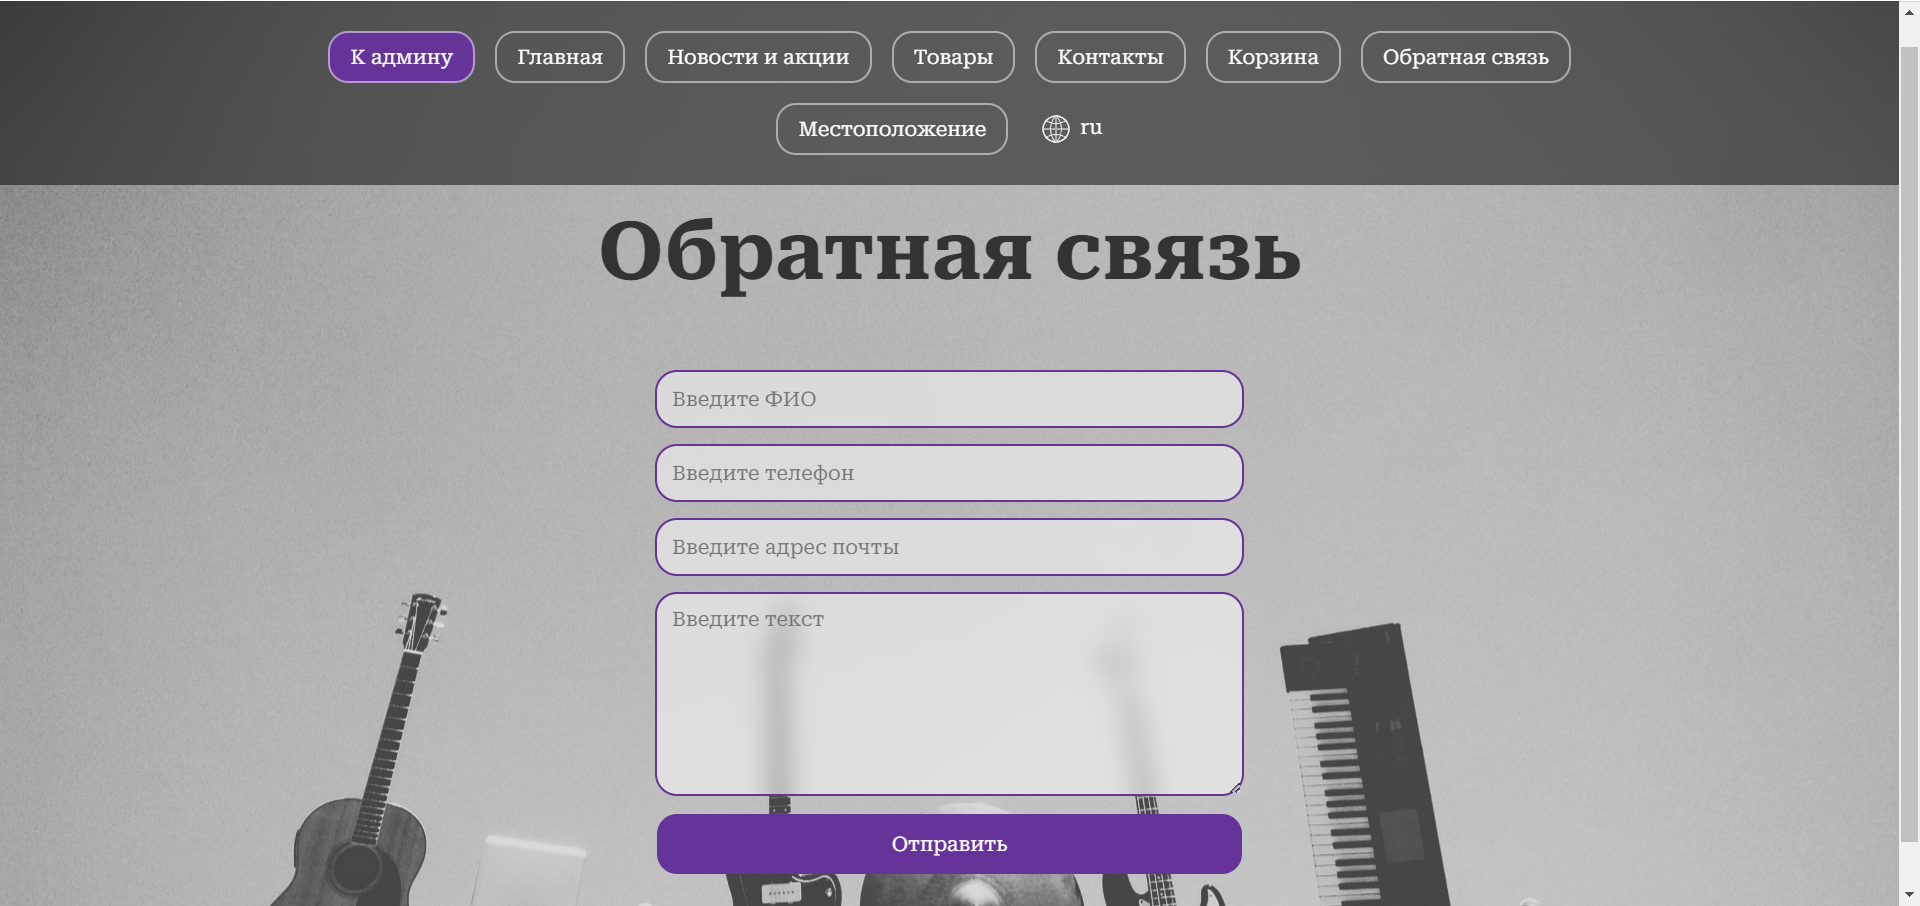 К админу Главная Новости и акции Товары Контакты Корзина Обратная связь
Местоположение ru
Обратная связь
Введите ФИО
Введите телефон
Введите адрес почты
Введите текст
Отправить